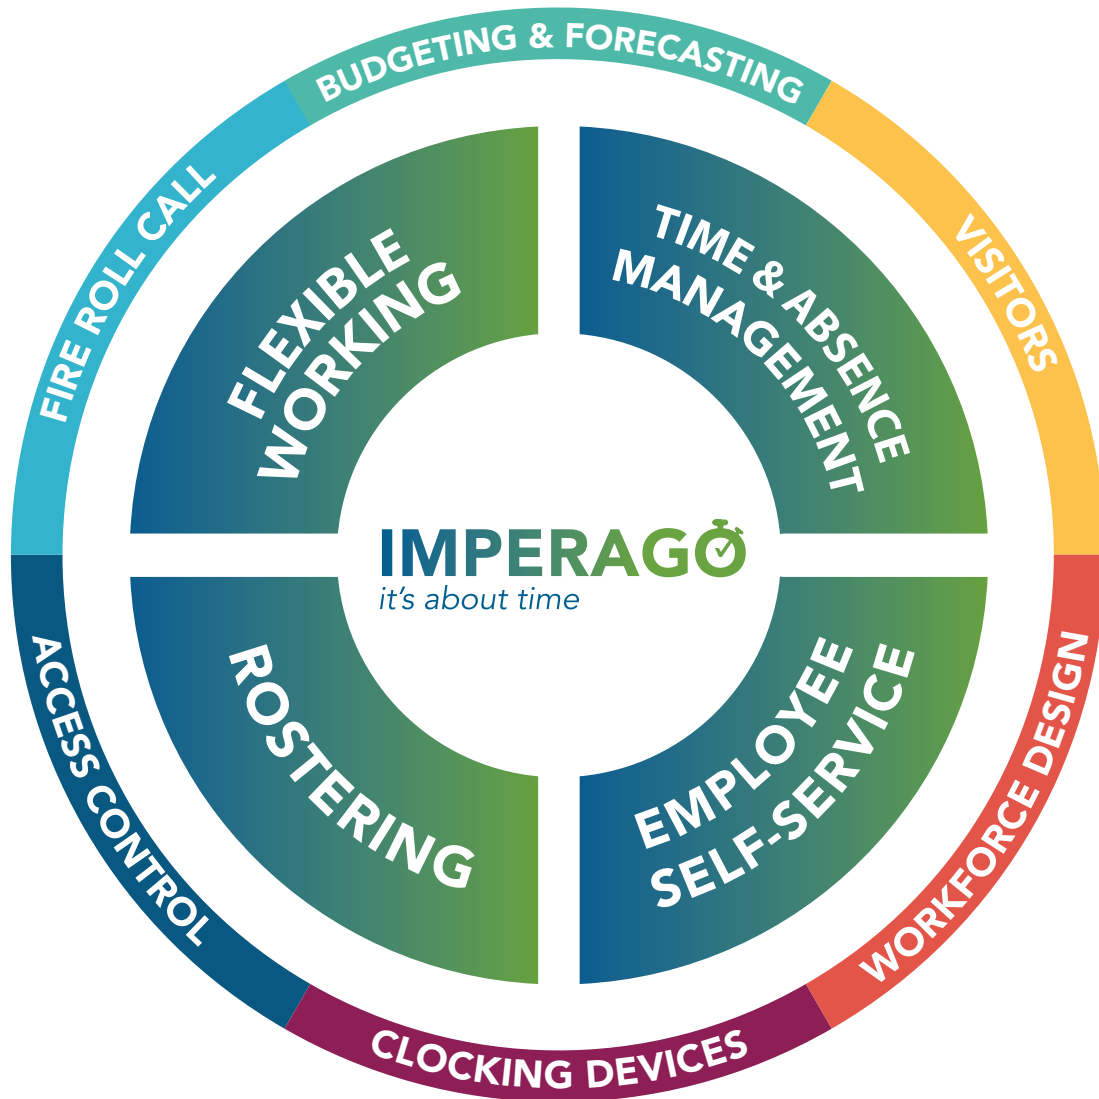 BUDGETING & FORECASTING
VISITORS
WORKFORCE DESIGN
CLOCKING DEVICES
ACCESS CONTROL
FIRE ROLL CALL
FLEXIBLE
WORKING
TIME & ABSENCE
MANAGEMENT
EMPLOYEE
SELF-SERVICE
ROSTERING
IMPERAGO
it's about time